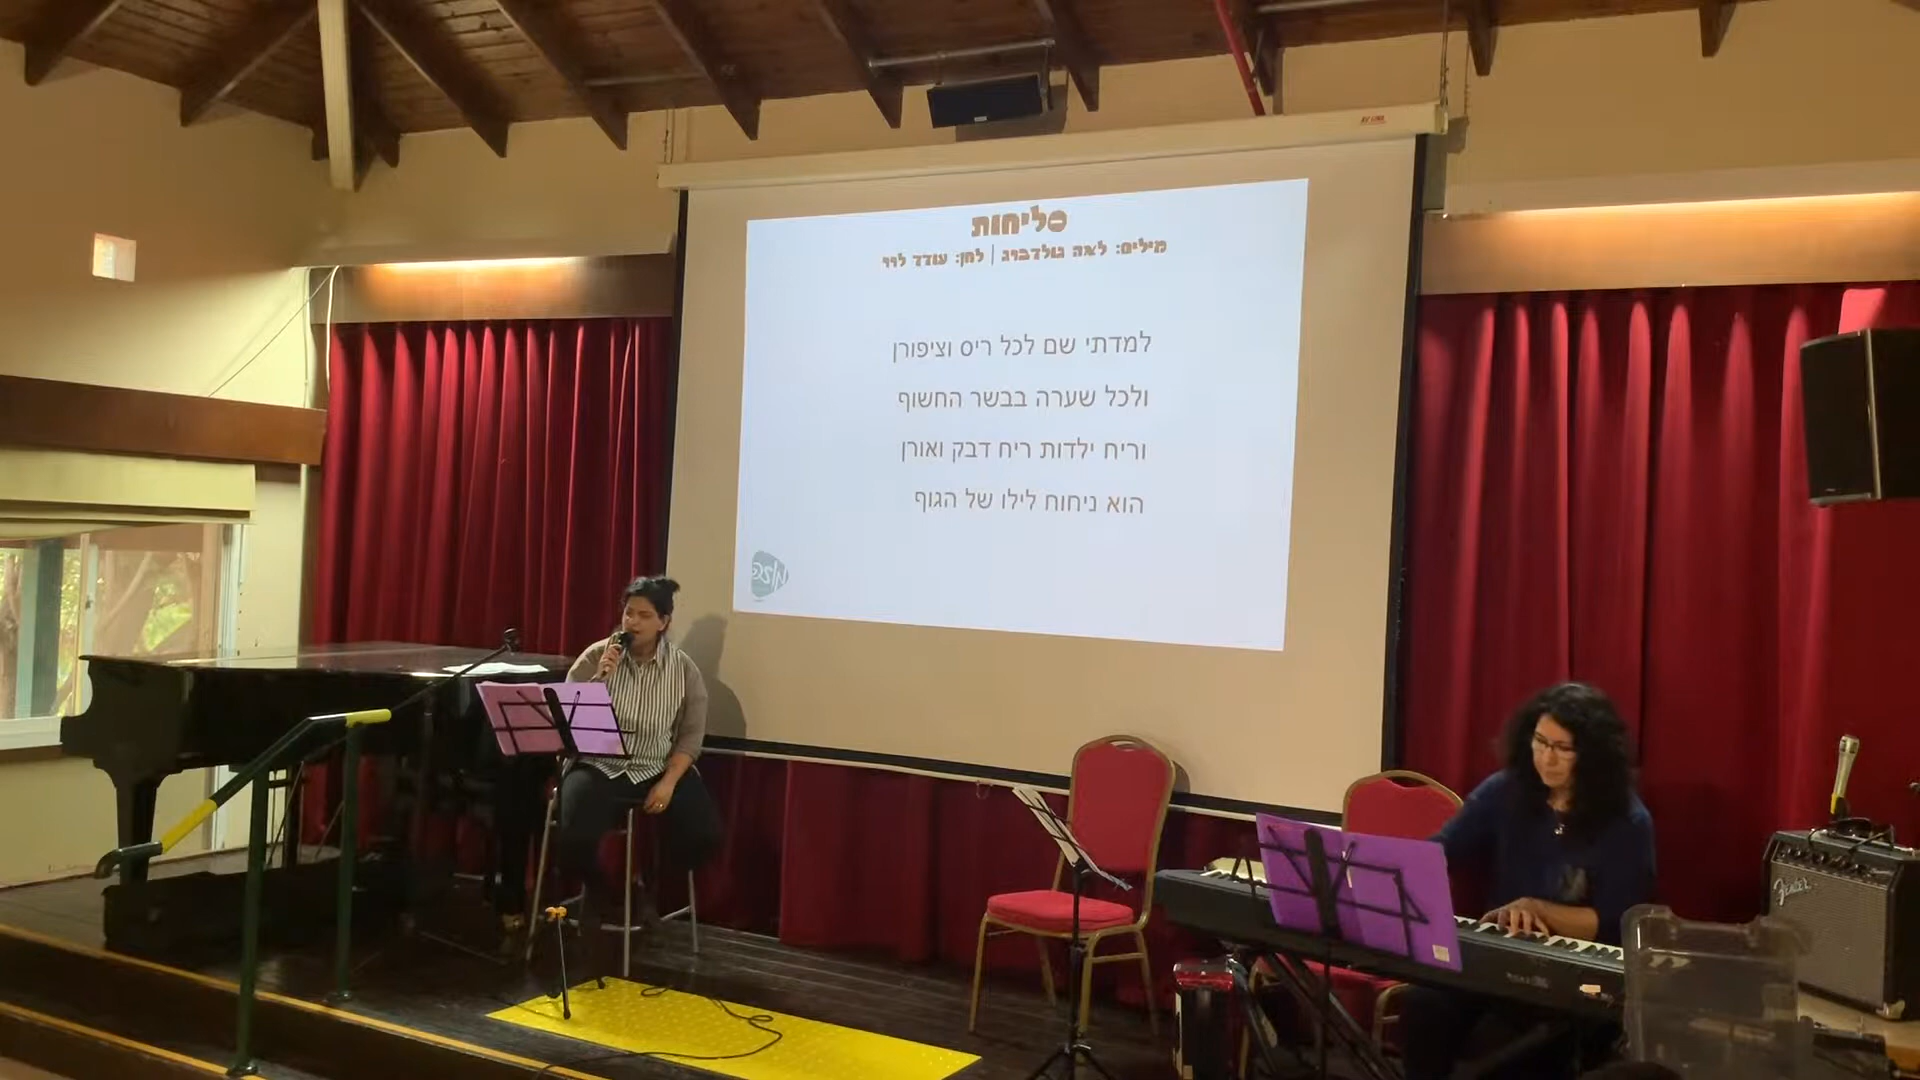 סליחות
מילים: לאה גולדברג | לחן: עודד לוי
למדתי שם לכל ריס וציפורן
ולכל שערה בבשר החשוף
וריח ילדות ריח דבק ואורן
הוא ניחוח לילו של הגוף
Fender